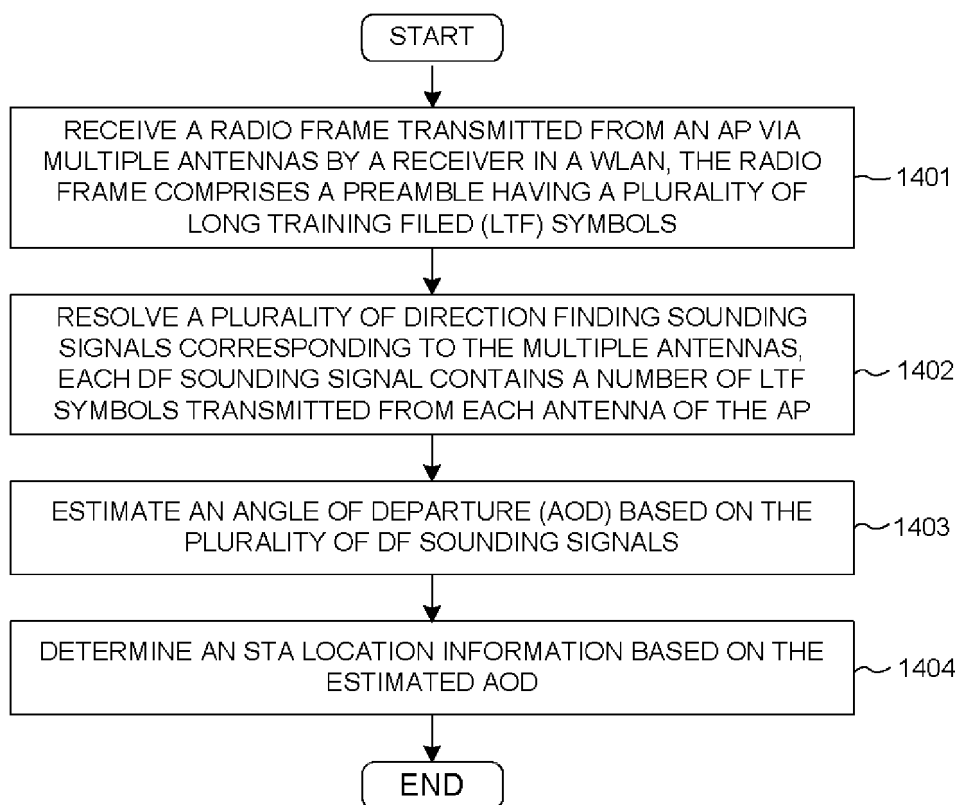 START
RECEIVE A RADIO FRAME TRANSMITTED FROM AN AP VIA
MULTIPLE ANTENNAS BY A RECEIVER IN A WLAN, THE RADIO
FRAME COMPRISES A PREAMBLE HAVING A PLURALITY OF
LONG TRAINING FILED (LTF) SYMBOLS
1401
RESOLVE A PLURALITY OF DIRECTION FINDING SOUNDING
SIGNALS CORRESPONDING TO THE MULTIPLE ANTENNAS,
EACH DF SOUNDING SIGNAL CONTAINS A NUMBER OF LTF
SYMBOLS TRANSMITTED FROM EACH ANTENNA OF THE AP
1402
ESTIMATE AN ANGLE OF DEPARTURE (AOD) BASED ON THE
PLURALITY OF DF SOUNDING SIGNALS
1403
DETERMINE AN STA LOCATION INFORMATION BASED ON THE
ESTIMATED AOD
1404
END